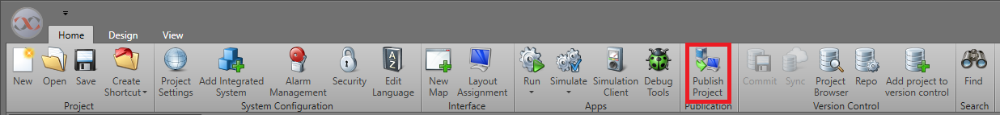 Home Design View
New Open Save Create Shortcut
Project Settings Add Integrated System Alarm Management Security Edit Language
New Map Layout Assignment
Run Simulate Simulation Client Debug Tools
Publish Project
Commit Sync Project Browser Repo Add project to version control
Find
Project System Configuration Interface Apps Publication Version Control Search